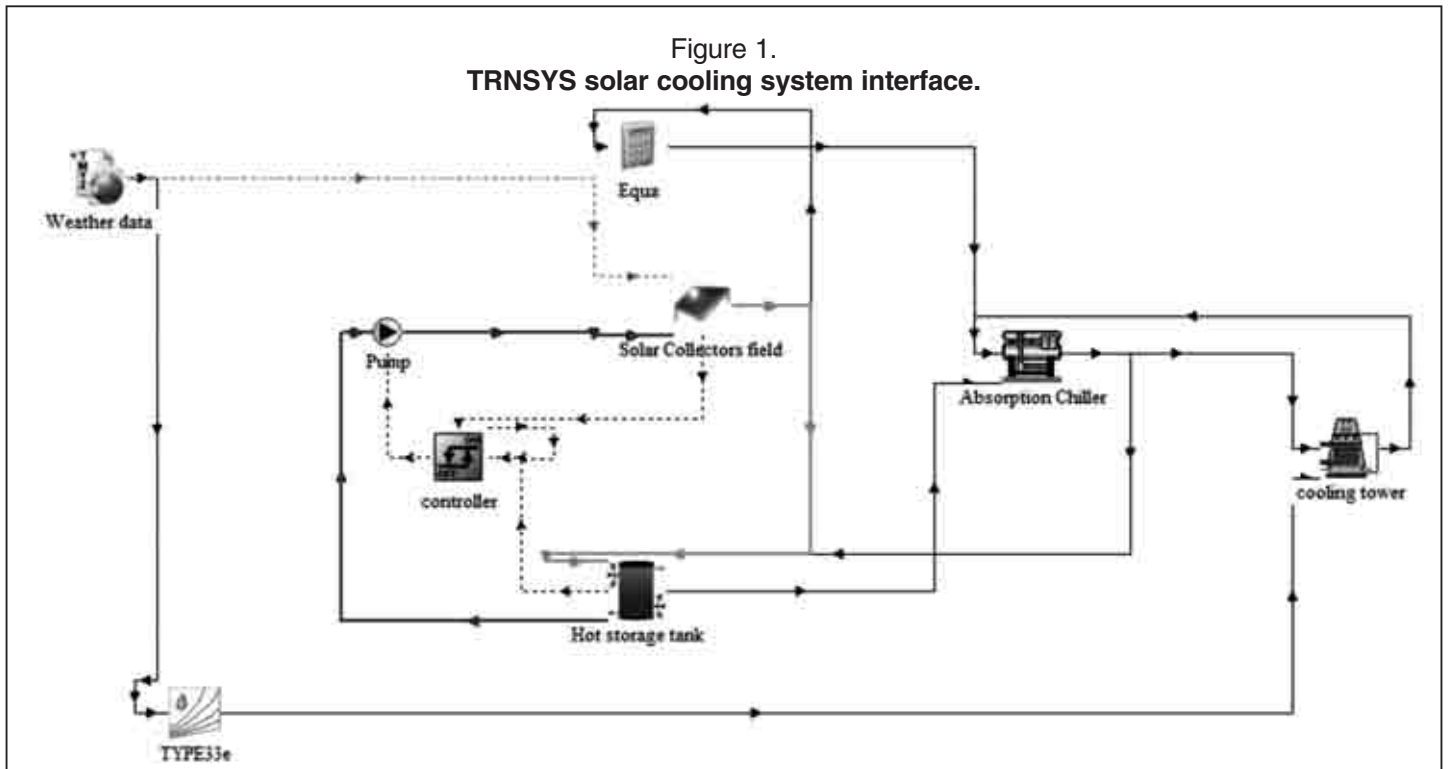 Figure 1.
TRNSYS solar cooling system interface.
Equa
Weather data
Solar Collectors field
Pump
Absorption Chiller
controller
cooling tower
Hot storage tank
TYPE33e